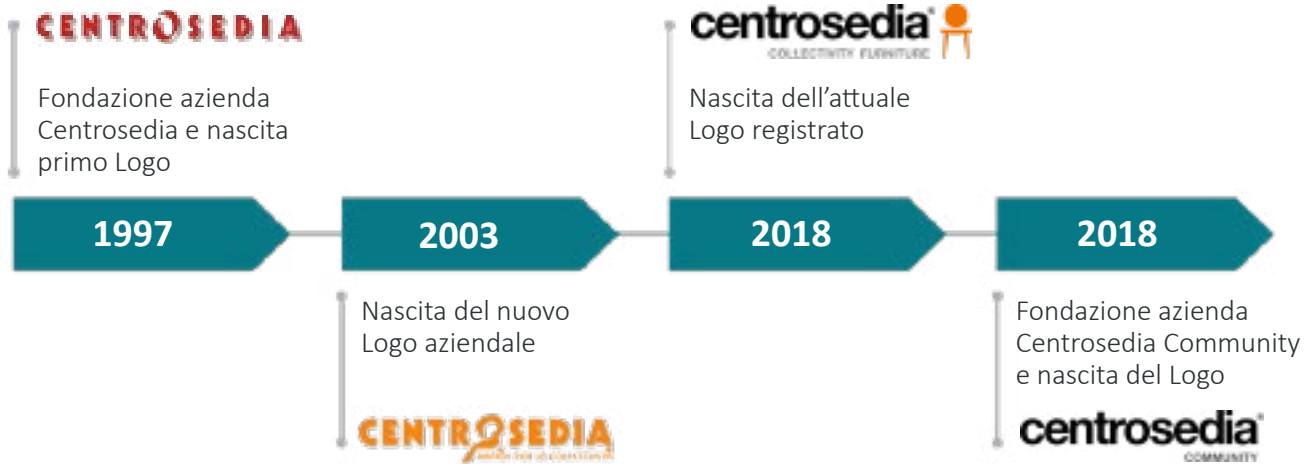 CENTROSEDIA
Fondazione azienda
Centrosedia e nascita
primo Logo
centrosedia®
COLLECTIVITY FURNITURE
Nascita dell’attuale
Logo registrato
1997
2003
2018
2018
Nascita del nuovo
Logo aziendale
CENTROSEDIA
Fondazione azienda
Centrosedia Community
e nascita del Logo
centrosedia®
COMMUNITY